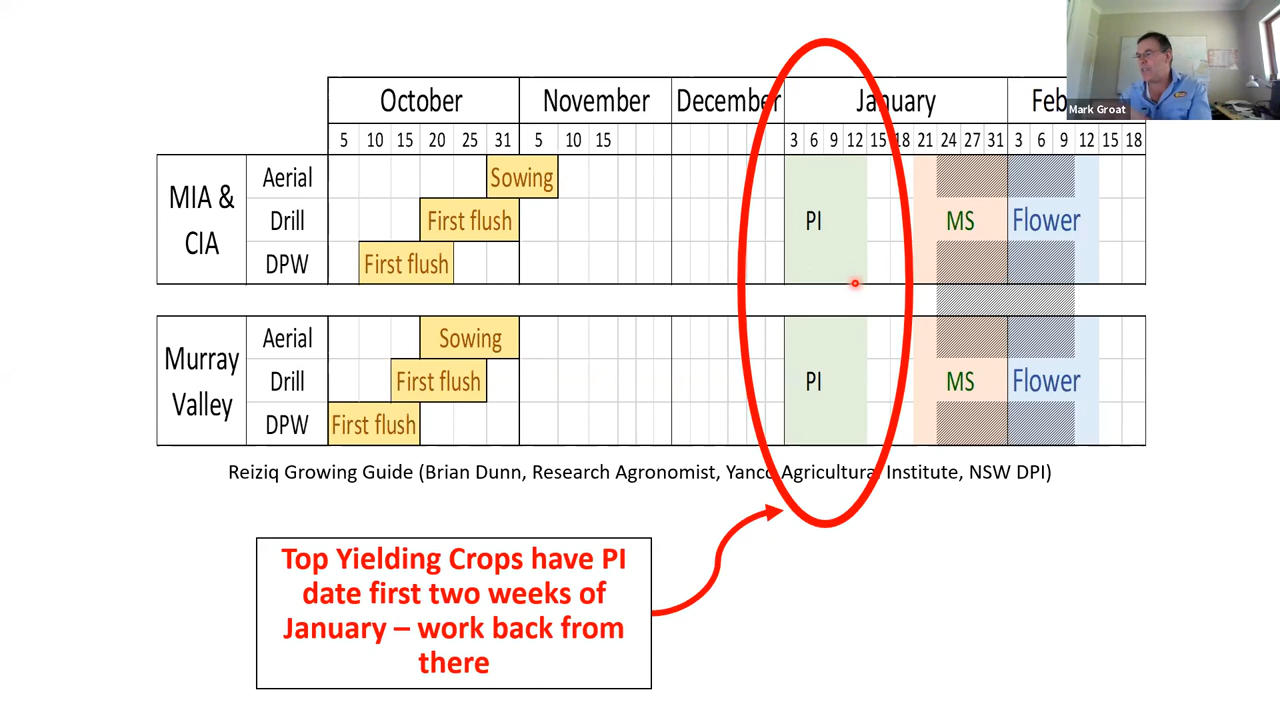 October November December January Feb
5 10 15 20 25 31 5 10 15 3 6 9 12 15 18 21 24 27 31 3 6 9 12 15 18
MIA &
CIA
Aerial Sowing
Drill First flush PI MS Flower
DPW First flush
Murray
Valley
Aerial Sowing
Drill First flush PI MS Flower
DPW First flush
Reiziq Growing Guide (Brian Dunn, Research Agronomist, Yanco Agricultural Institute, NSW DPI)
Top Yielding Crops have PI
date first two weeks of
January – work back from
there
Mark Groat